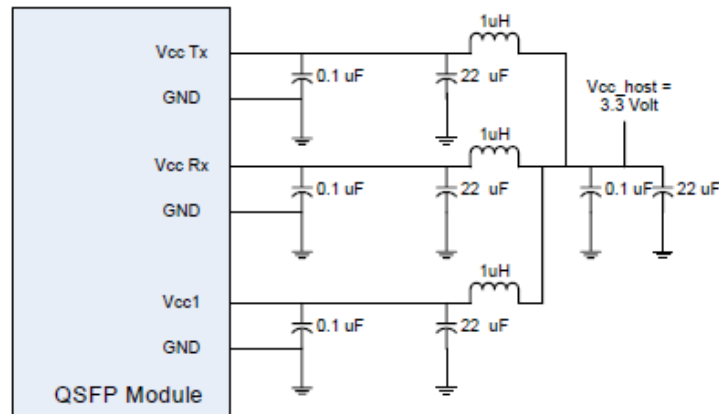 1uH
Vcc Tx
0.1 uF
22 uF
GND
Vcc_host =
3.3 Volt
1uH
Vcc Rx
0.1 uF
22 uF
0.1 uF
22 uF
GND
1uH
Vcc1
0.1 uF
22 uF
GND
QSFP Module